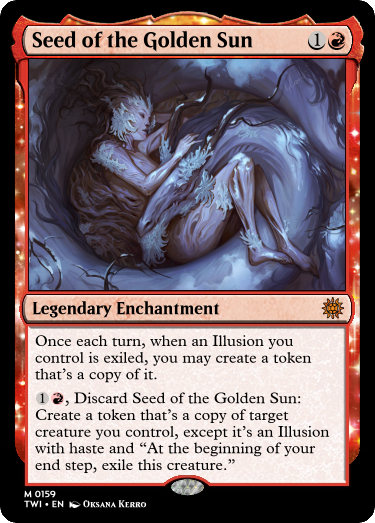 Seed of the Golden Sun 1
Legendary Enchantment
Once each turn, when an Illusion you
control is exiled, you may create a token
that's a copy of it.
1, Discard Seed of the Golden Sun:
Create a token that's a copy of target
creature you control, except it's an Illusion
with haste and “At the beginning of your
end step, exile this creature.”
M 0159
TWI • EN Oksana Kerro